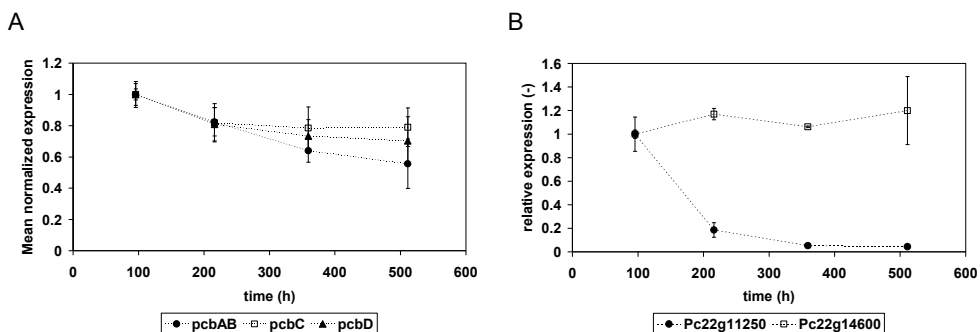 A
B
Mean normalized expression
1.2
1
0.8
0.6
0.4
0.2
0
0 100 200 300 400 500 600
time (h)
pcbAB pcbC pcbD
relative expression (-)
1.6
1.4
1.2
1
0.8
0.6
0.4
0.2
0
0 100 200 300 400 500 600
time (h)
Pc22g11250 Pc22g14600